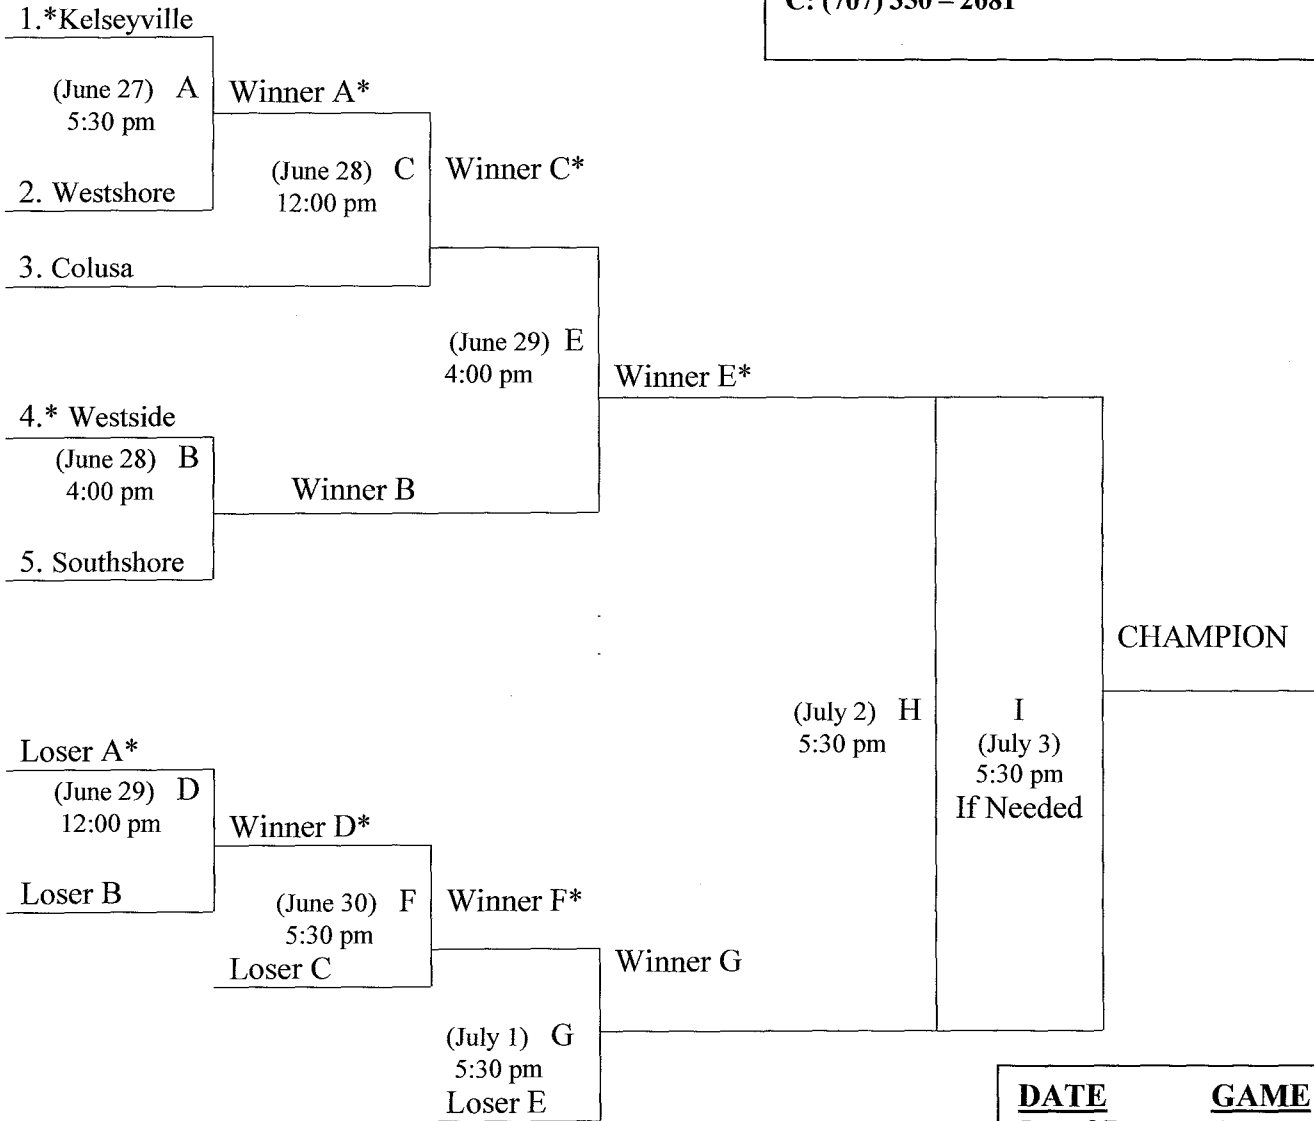 1.*Kelseyville
(June 27) A
5:30 pm
Winner A*
2. Westshore
(June 28) C
12:00 pm
Winner C*
3. Colusa
(June 29) E
4:00 pm
Winner E*
4.* Westside
(June 28) B
4:00 pm
Winner B
5. Southshore
CHAMPION
(July 2) H
5:30 pm
I
(July 3)
5:30 pm
If Needed
Loser A*
(June 29) D
12:00 pm
Winner D*
Loser B
(June 30) F
5:30 pm
Winner F*
Loser C
Winner G
(July 1) G
5:30 pm
Loser E
DATE GAME